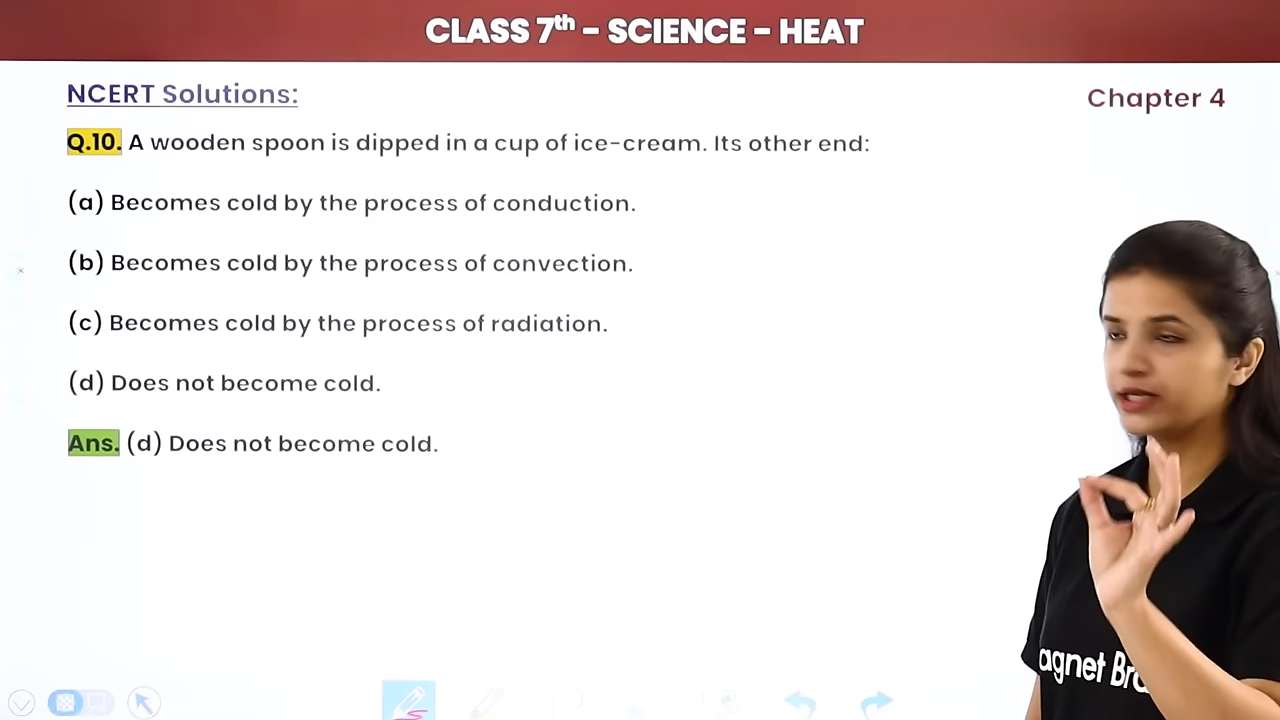 CLASS 7th - SCIENCE - HEAT
NCERT Solutions:
Chapter 4
Q.10. A wooden spoon is dipped in a cup of ice-cream. Its other end:
(a) Becomes cold by the process of conduction.
(b) Becomes cold by the process of convection.
(c) Becomes cold by the process of radiation.
(d) Does not become cold.
Ans. (d) Does not become cold.
agnet Br